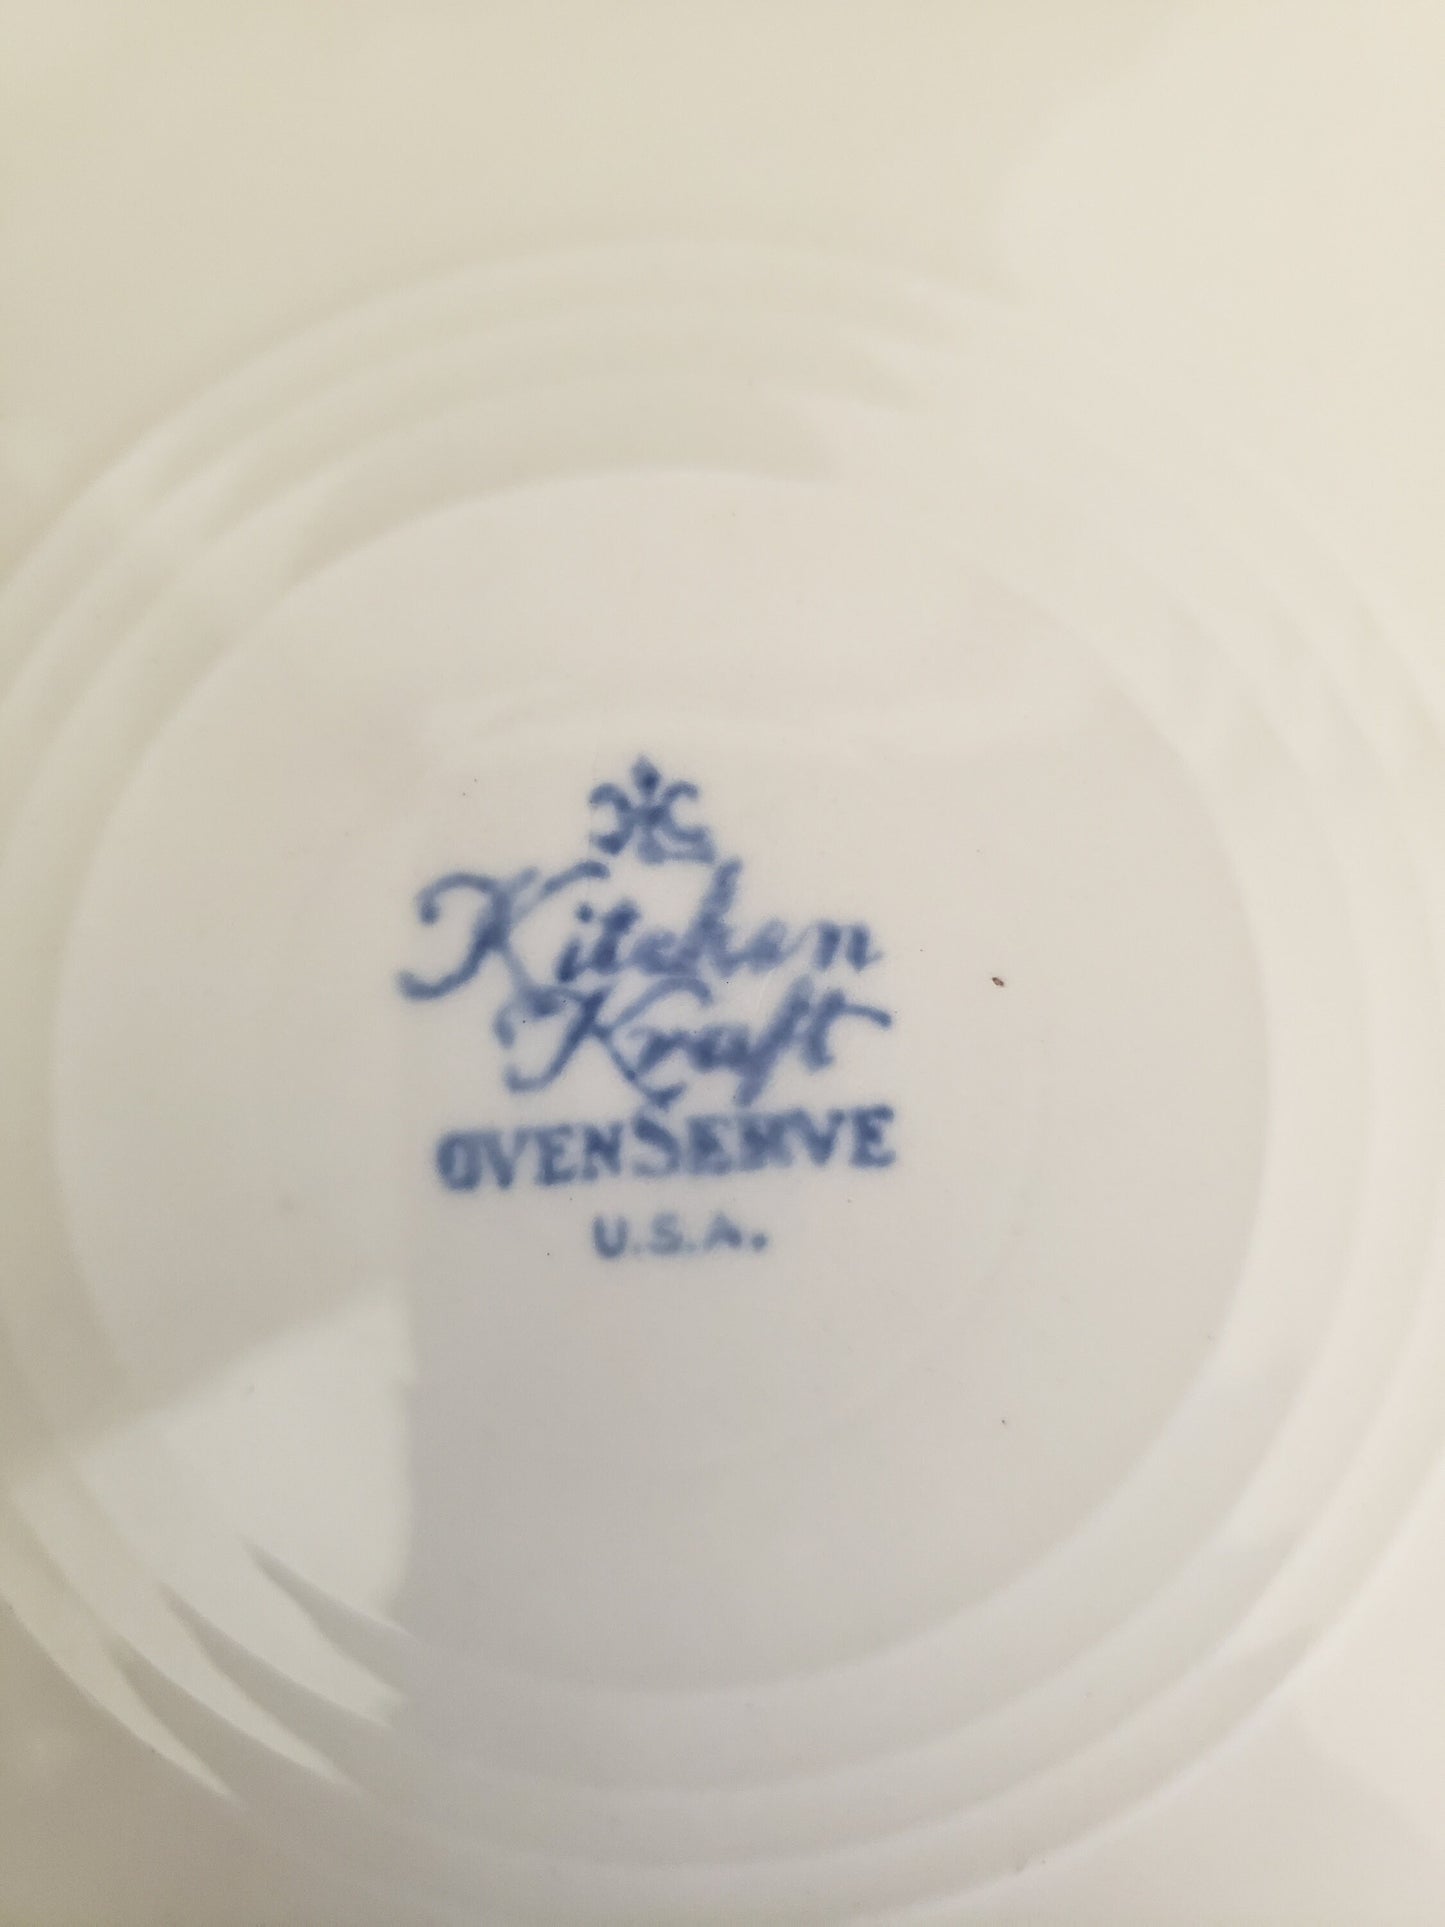 Kitchen
Kraft
OVENSERVE
U.S.A.